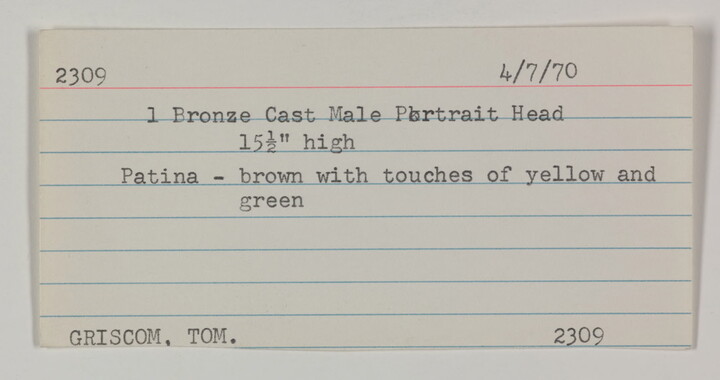 2309 4/7/70
1 Bronze Cast Male Portrait Head
15½" high
Patina - brown with touches of yellow and
green
GRISCOM, TOM. 2309